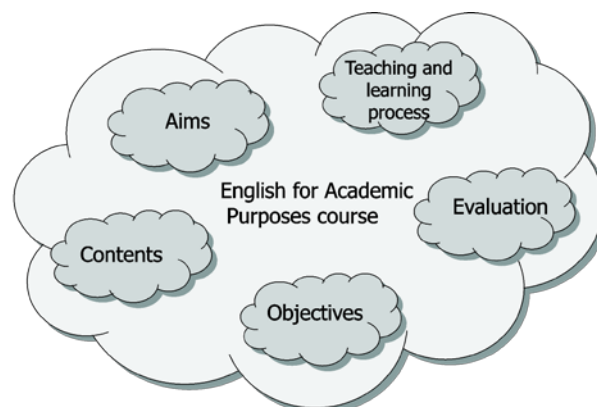 Teaching and
learning
process
Aims
English for Academic
Purposes course
Evaluation
Contents
Objectives